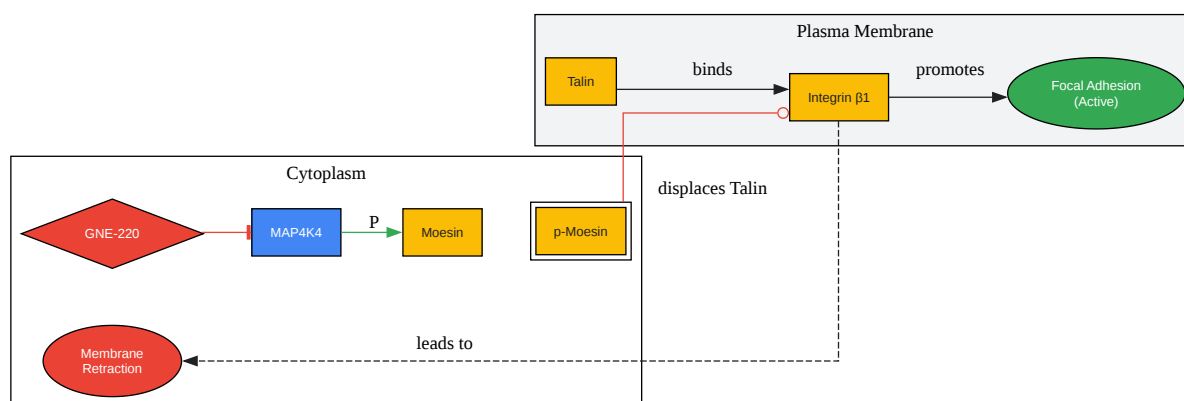 Plasma Membrane
Talin
binds
Integrin β1
promotes
Focal Adhesion
(Active)
Cytoplasm
displaces Talin
GNE-220
MAP4K4
P
Moesin
p-Moesin
Membrane
Retraction
leads to